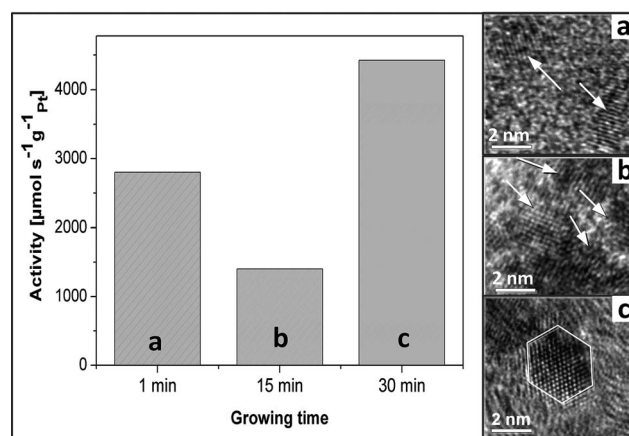 Activity [µmol s⁻¹ g⁻¹Pt]
4000
3000
2000
1000
0
a
b
c
1 min
15 min
30 min
Growing time
a
2 nm
b
2 nm
c
2 nm